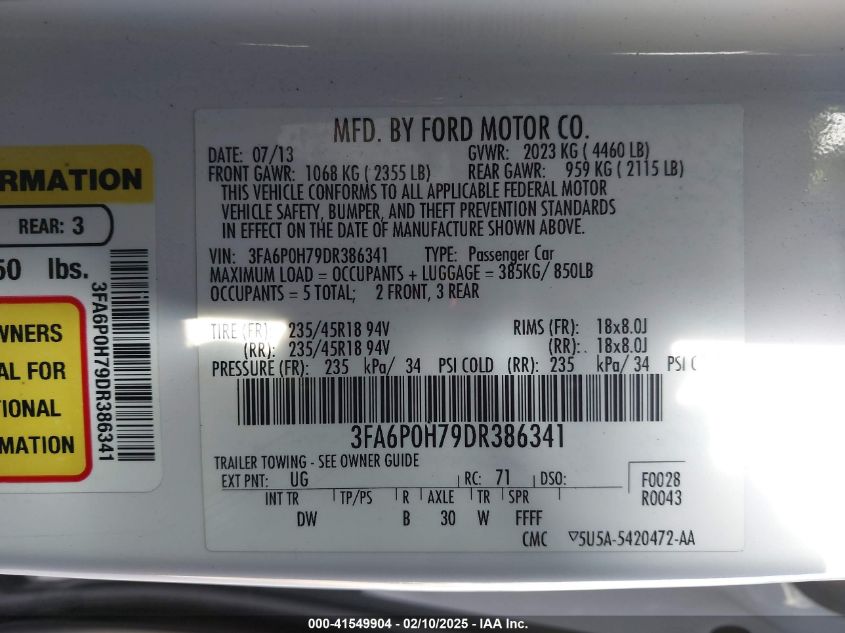 RMATION
REAR: 3
50 lbs.
WNERS
AL FOR
TIONAL
RMATION
3FA6P0H79DR386341
MFD. BY FORD MOTOR CO.
DATE: 07/13 GVWR: 2023 KG ( 4460 LB)
FRONT GAWR: 1068 KG ( 2355 LB) REAR GAWR: 959 KG ( 2115 LB)
THIS VEHICLE CONFORMS TO ALL APPLICABLE FEDERAL MOTOR
VEHICLE SAFETY, BUMPER, AND THEFT PREVENTION STANDARDS
IN EFFECT ON THE DATE OF MANUFACTURE SHOWN ABOVE.
VIN: 3FA6P0H79DR386341 TYPE: Passenger Car
MAXIMUM LOAD = OCCUPANTS + LUGGAGE = 385KG/ 850LB
OCCUPANTS = 5 TOTAL; 2 FRONT, 3 REAR
TIRE (FR): 235/45R18 94V RIMS (FR): 18x8.0J
(RR): 235/45R18 94V (RR): 18x8.0J
PRESSURE (FR): 235 kPa/ 34 PSI COLD (RR): 235 kPa/ 34 PSI C
3FA6P0H79DR386341
TRAILER TOWING - SEE OWNER GUIDE
EXT PNT: UG RC: 71 DSO: F0028
INT TR TP/PS R AXLE TR SPR R0043
DW B 30 W FFFF
CMC 5U5A-5420472-AA
000-41549904 - 02/10/2025 - IAA Inc.